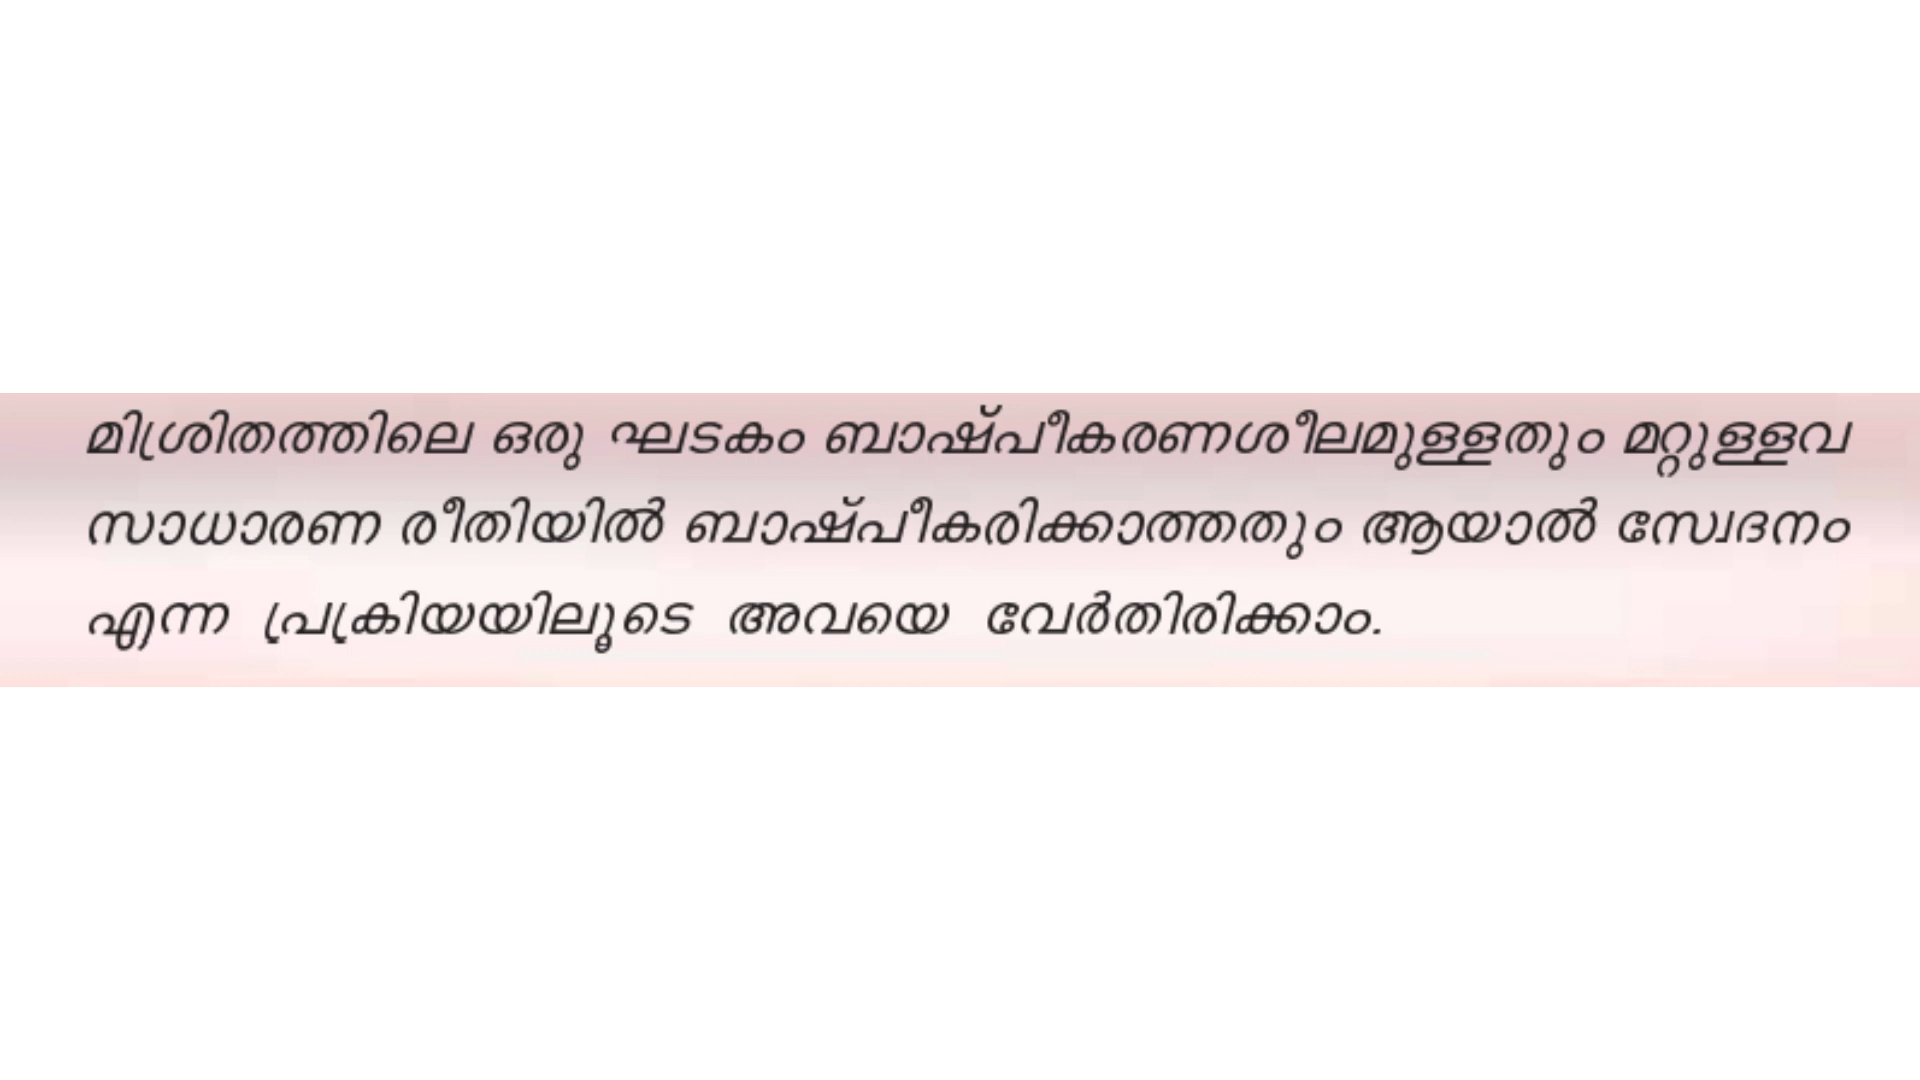 മിശ്രിതത്തിലെ ഒരു ഘടകം ബാഷ്പീകരണശീലമുള്ളതും മറ്റുള്ളവ
സാധാരണ രീതിയിൽ ബാഷ്പീകരിക്കാത്തതും ആയാൽ സ്വേദനം
എന്ന പ്രക്രിയയിലൂടെ അവയെ വേർതിരിക്കാം.